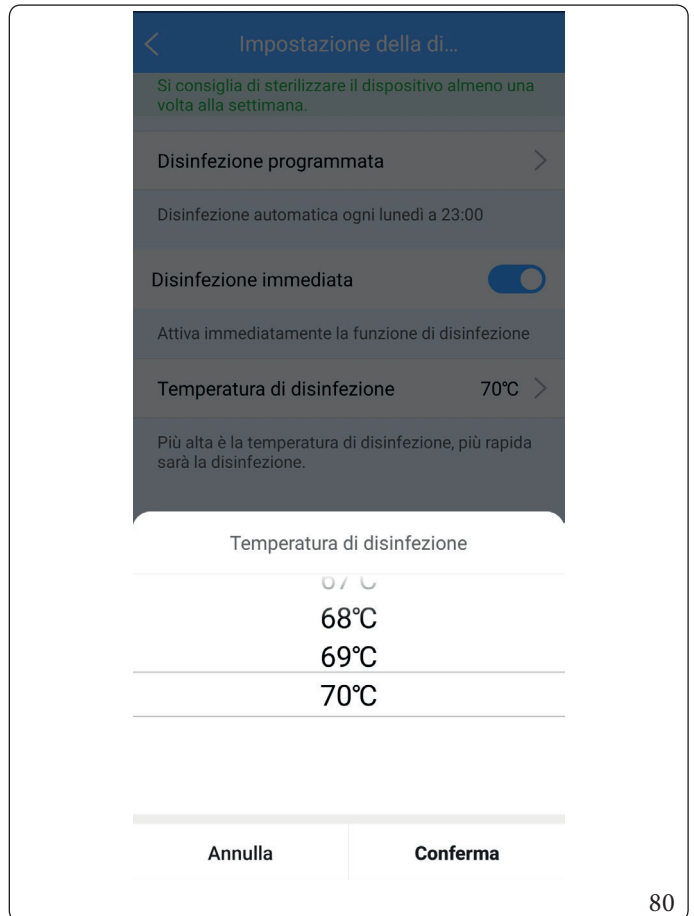 Impostazione della di...
Si consiglia di sterilizzare il dispositivo almeno una
volta alla settimana.
Disinfezione programmata
Disinfezione automatica ogni lunedì a 23:00
Disinfezione immediata
Attiva immediatamente la funzione di disinfezione
Temperatura di disinfezione 70°C
Più alta è la temperatura di disinfezione, più rapida
sarà la disinfezione.
Temperatura di disinfezione
67°C
68°C
69°C
70°C
Annulla Conferma
80